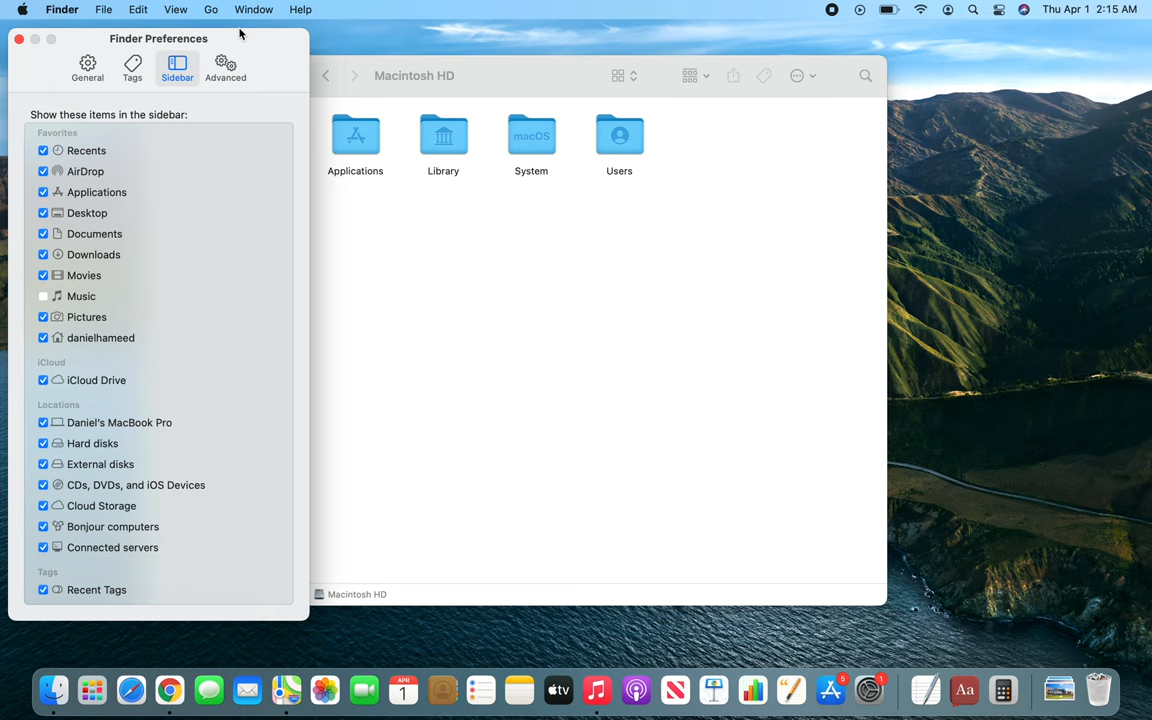 Finder File Edit View Go Window Help Thu Apr 1 2:15 AM
Finder Preferences
General Tags Sidebar Advanced
Macintosh HD
Show these items in the sidebar:
Favorites
Recents
AirDrop
Applications
Desktop
Documents
Downloads
Movies
Music
Pictures
danielhameed
iCloud
iCloud Drive
Locations
Daniel's MacBook Pro
Hard disks
External disks
CDs, DVDs, and iOS Devices
Cloud Storage
Bonjour computers
Connected servers
Tags
Recent Tags
macOS
Applications Library System Users
Macintosh HD
APR
1
tv
5
1
Aa